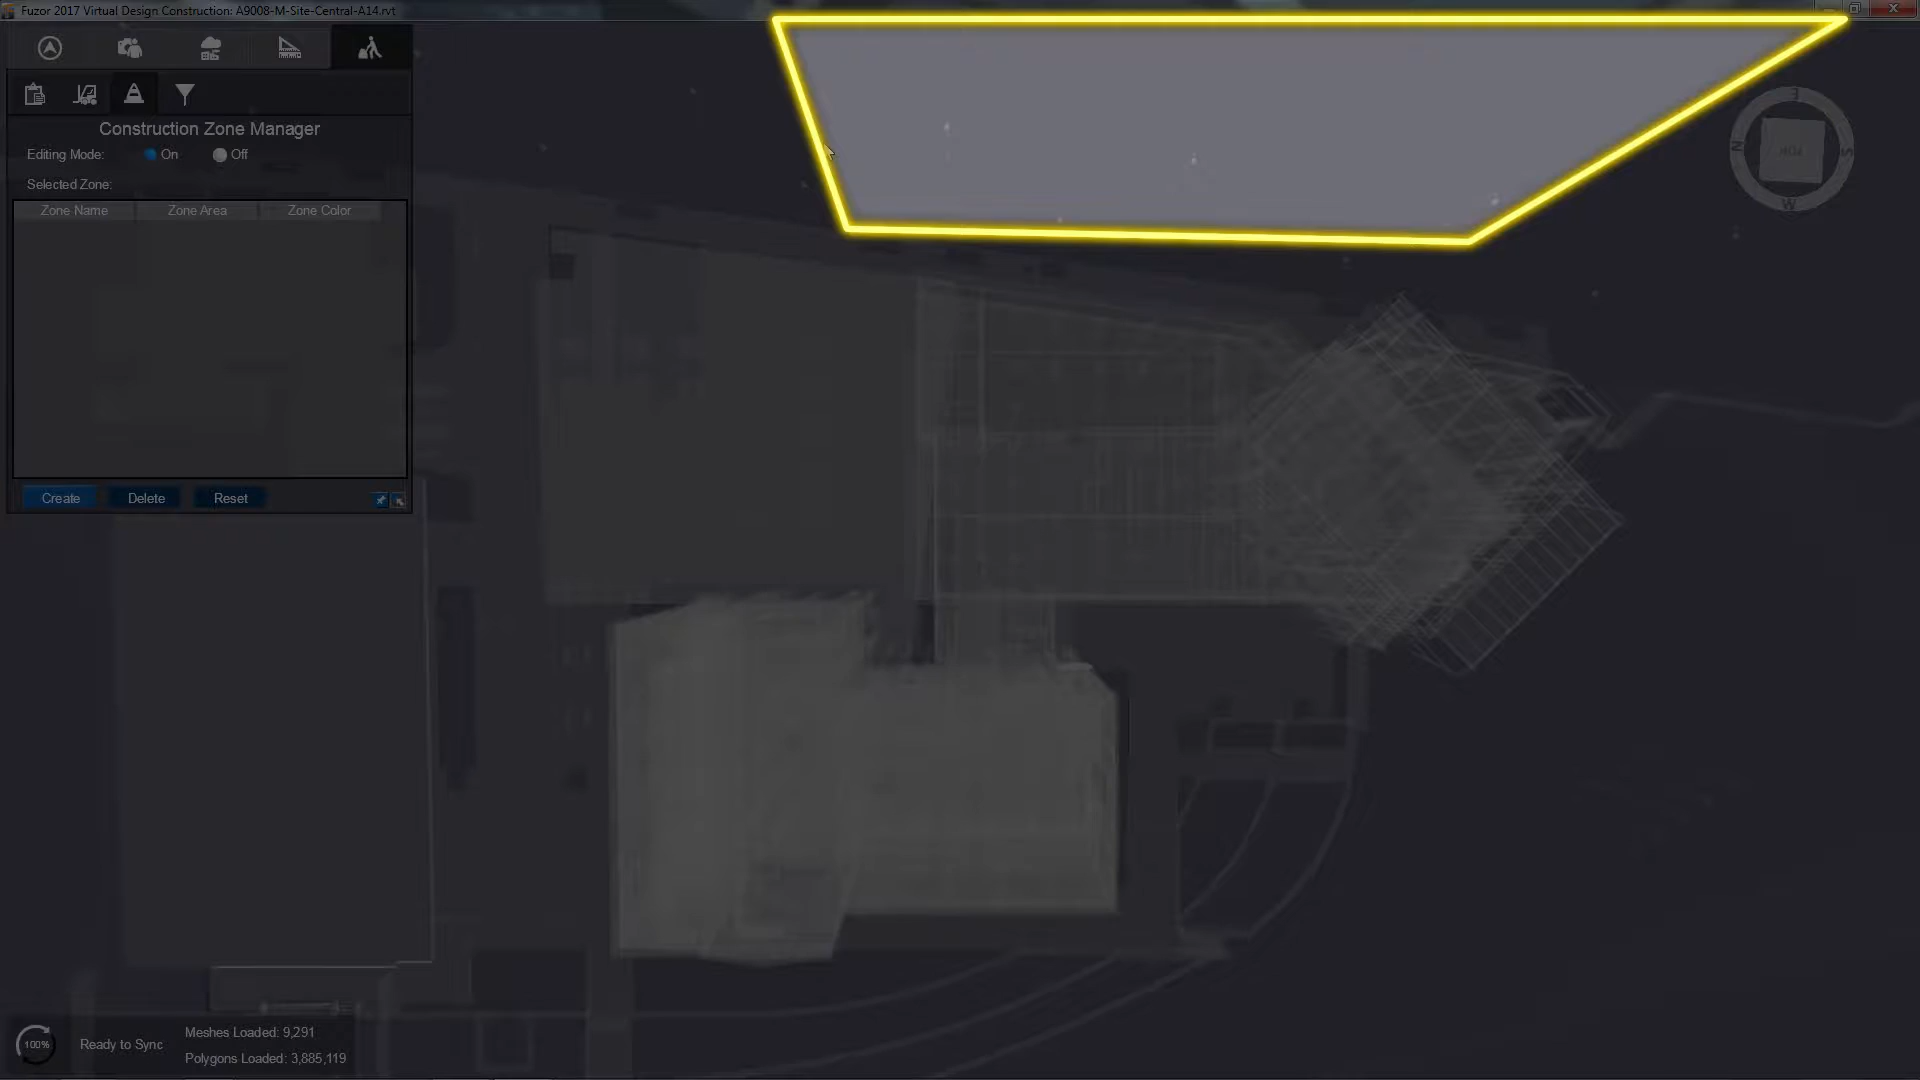 Fuzor 2017 Virtual Design Construction: A9008-M-Site-Central-A14.rvt
Construction Zone Manager
Editing Mode: On Off
Selected Zone:
Zone Name Zone Area Zone Color
Create Delete Reset
E
N TOP S
W
100% Ready to Sync
Meshes Loaded: 9,291
Polygons Loaded: 3,885,119